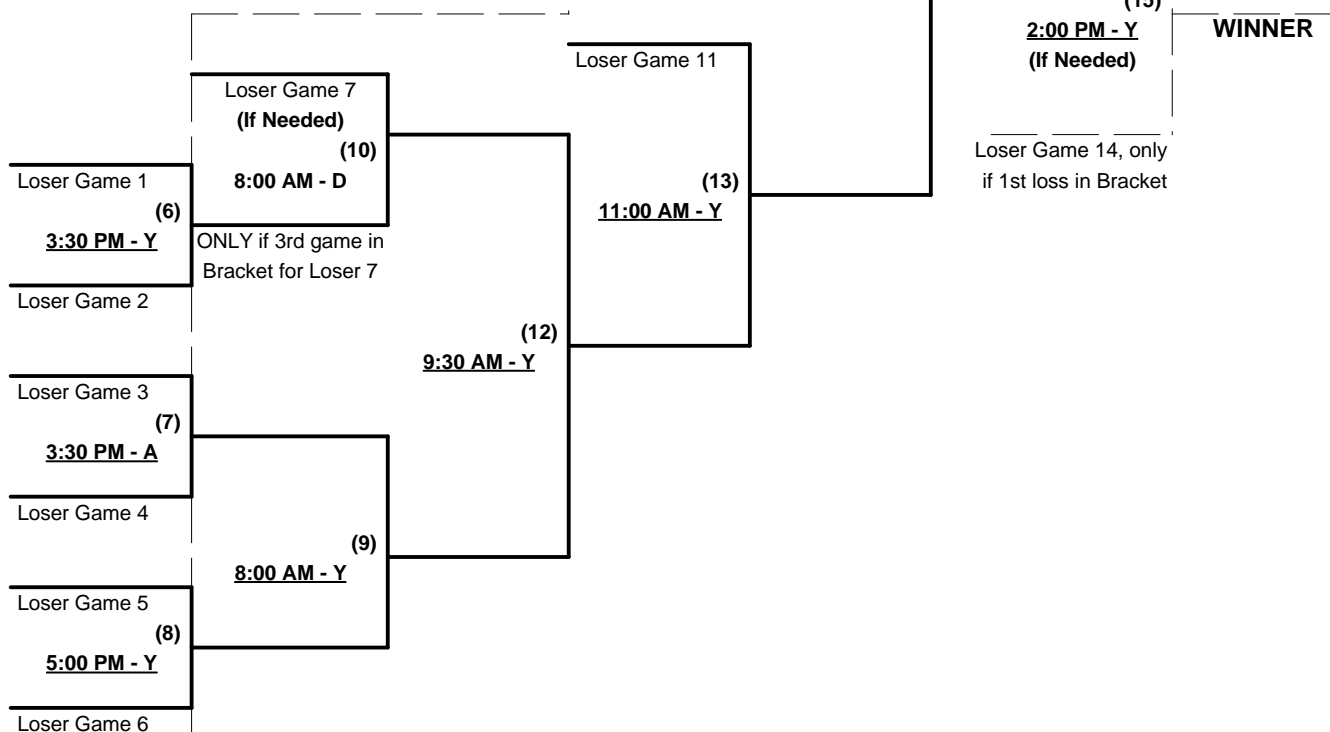 (15)
2:00 PM - Y
(If Needed)
WINNER
Loser Game 11
Loser Game 7
(If Needed)
(10)
8:00 AM - D
Loser Game 14, only
if 1st loss in Bracket
Loser Game 1
(6)
3:30 PM - Y
(13)
11:00 AM - Y
ONLY if 3rd game in
Bracket for Loser 7
Loser Game 2
(12)
9:30 AM - Y
Loser Game 3
(7)
3:30 PM - A
Loser Game 4
(9)
8:00 AM - Y
Loser Game 5
(8)
5:00 PM - Y
Loser Game 6